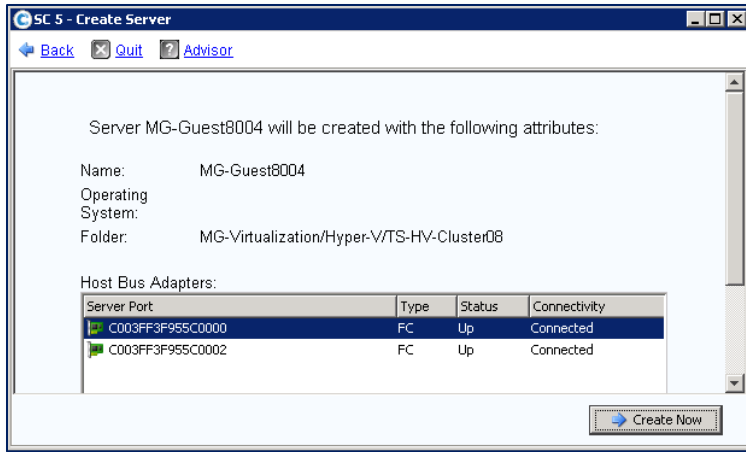 SC 5 - Create Server
Back Quit ? Advisor
Server MG-Guest8004 will be created with the following attributes:
Name: MG-Guest8004
Operating
System:
Folder: MG-Virtualization/Hyper-V/TS-HV-Cluster08
Host Bus Adapters:
Server Port Type Status Connectivity
C003FF3F955C0000 FC Up Connected
C003FF3F955C0002 FC Up Connected
Create Now